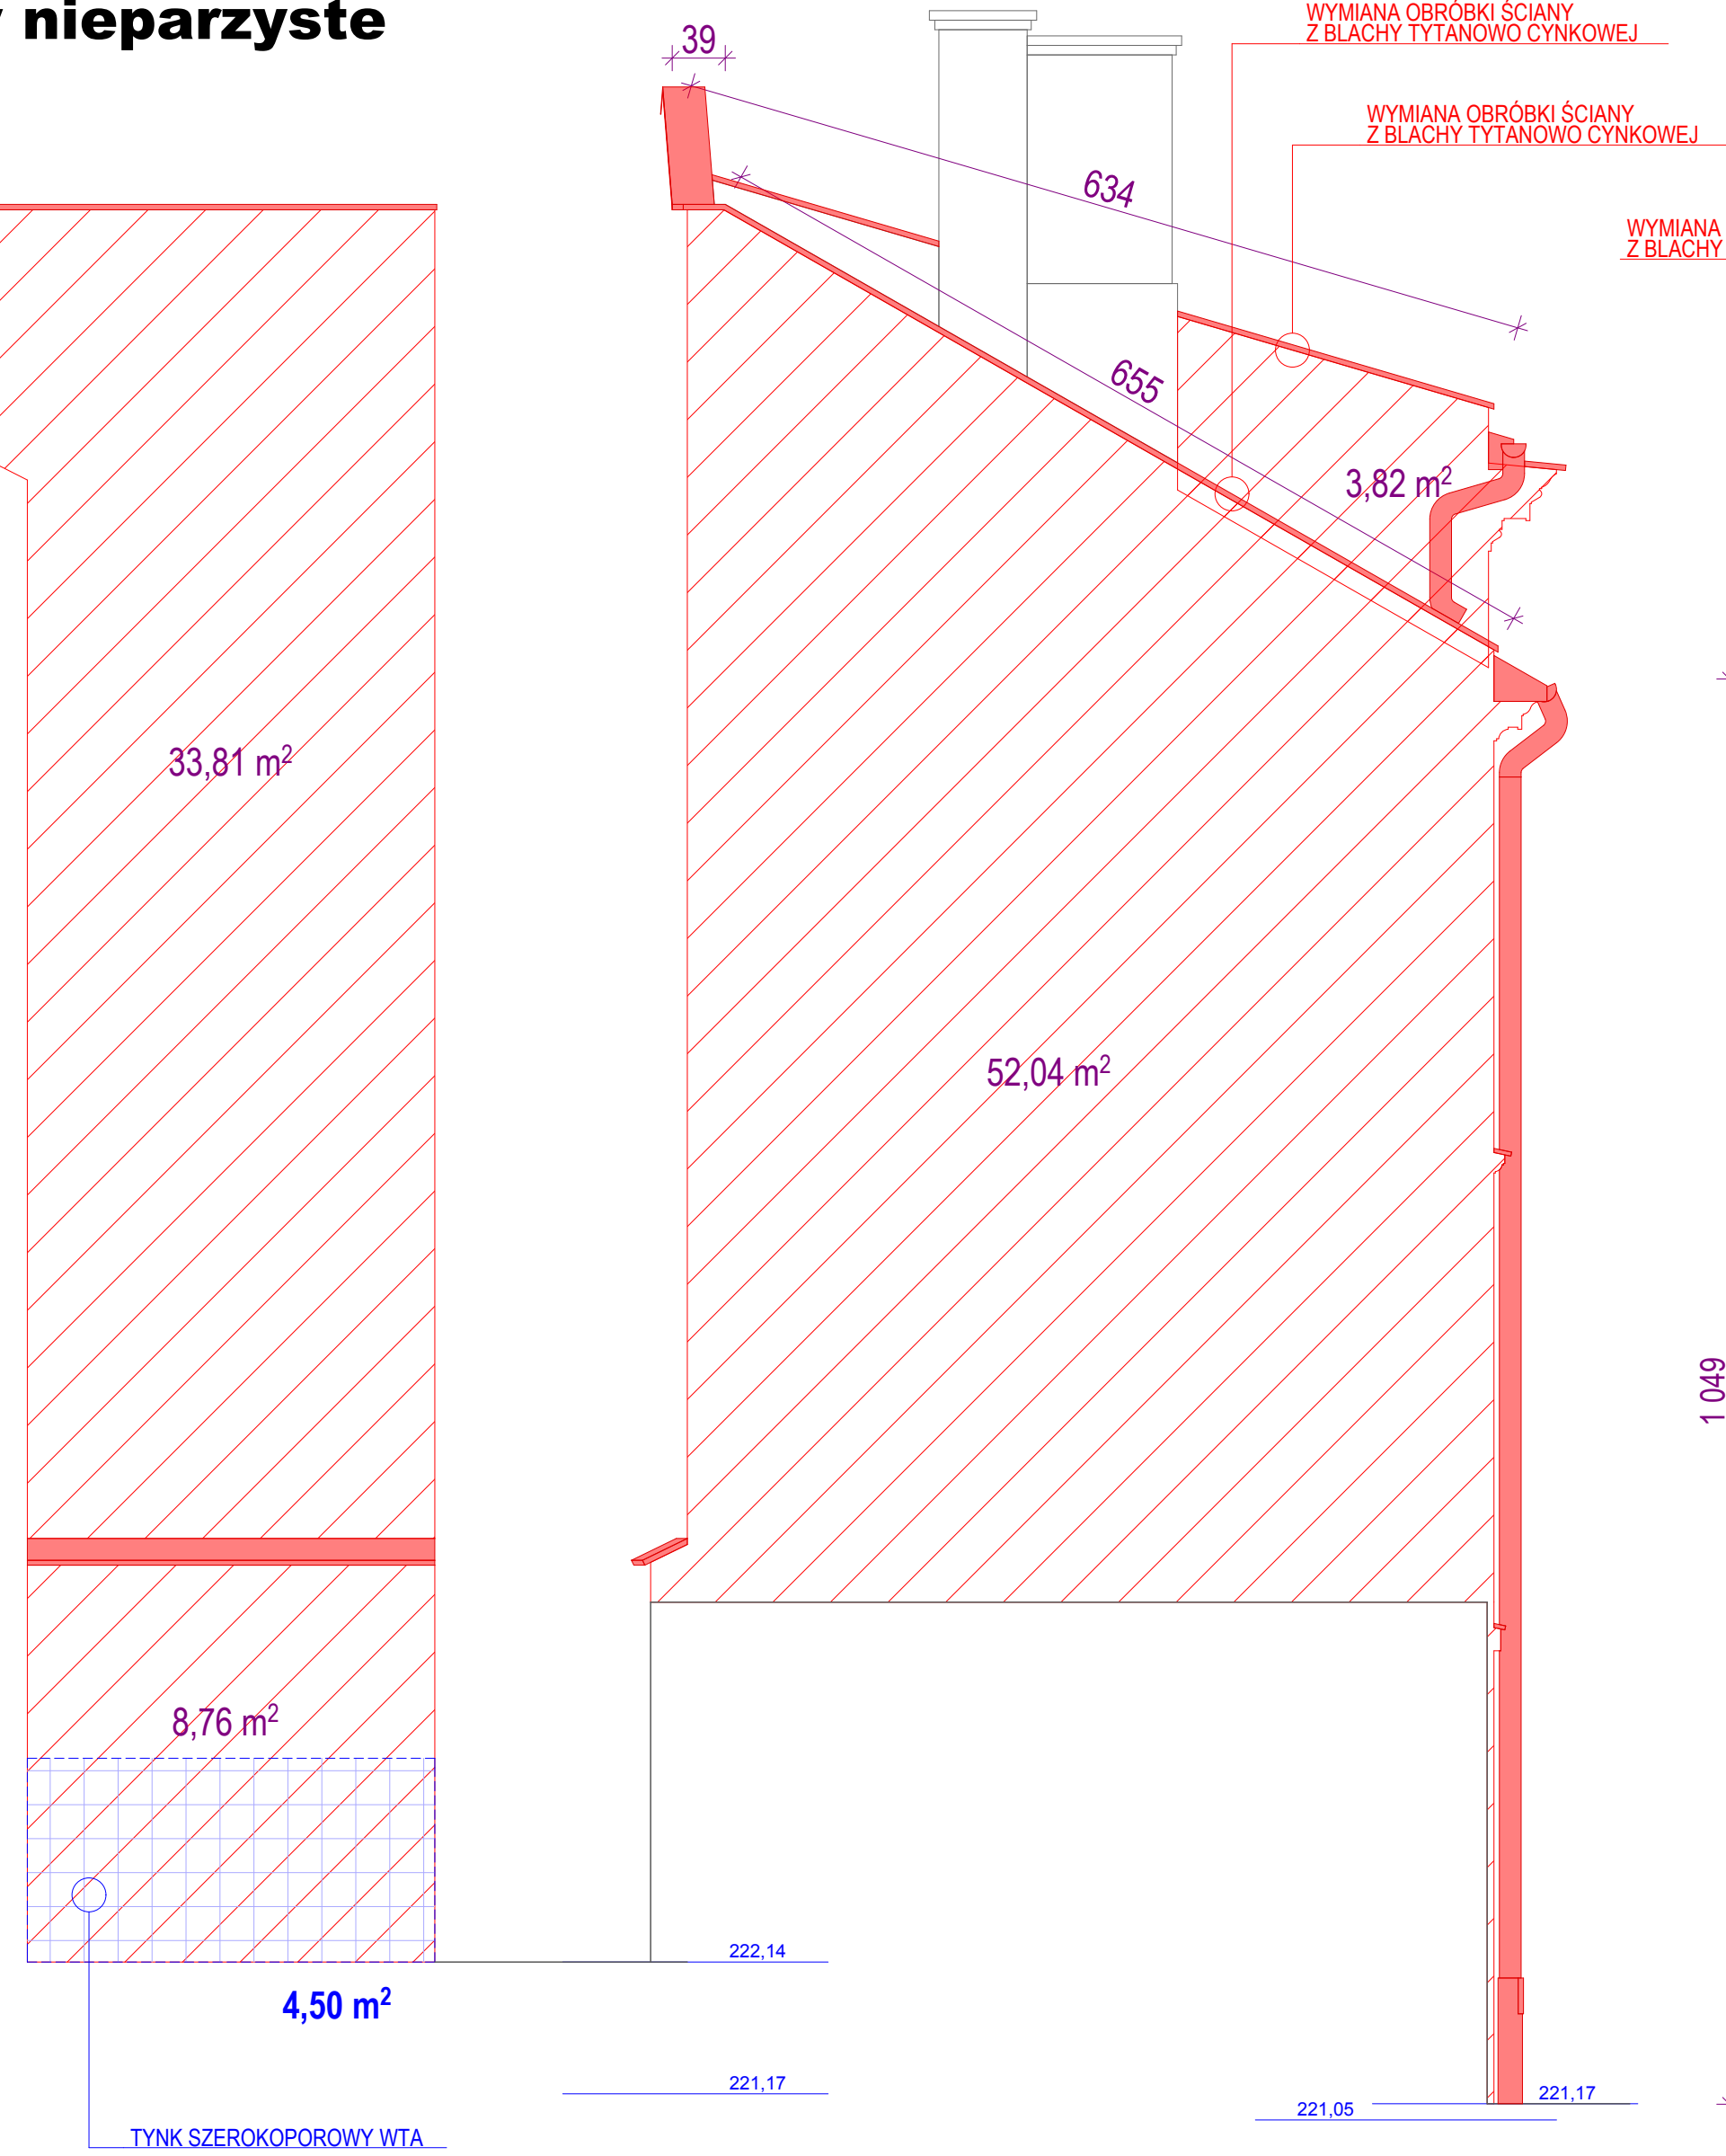 nieparzyste
39
WYMIANA OBRÓBKI ŚCIANY
Z BLACHY TYTANOWO CYNKOWEJ
WYMIANA OBRÓBKI ŚCIANY
Z BLACHY TYTANOWO CYNKOWEJ
634
WYMIANA
Z BLACHY
655
3,82 m²
33,81 m²
52,04 m²
1 049
8,76 m²
222,14
4,50 m²
221,17
221,17
221,05
TYNK SZEROKOPOROWY WTA